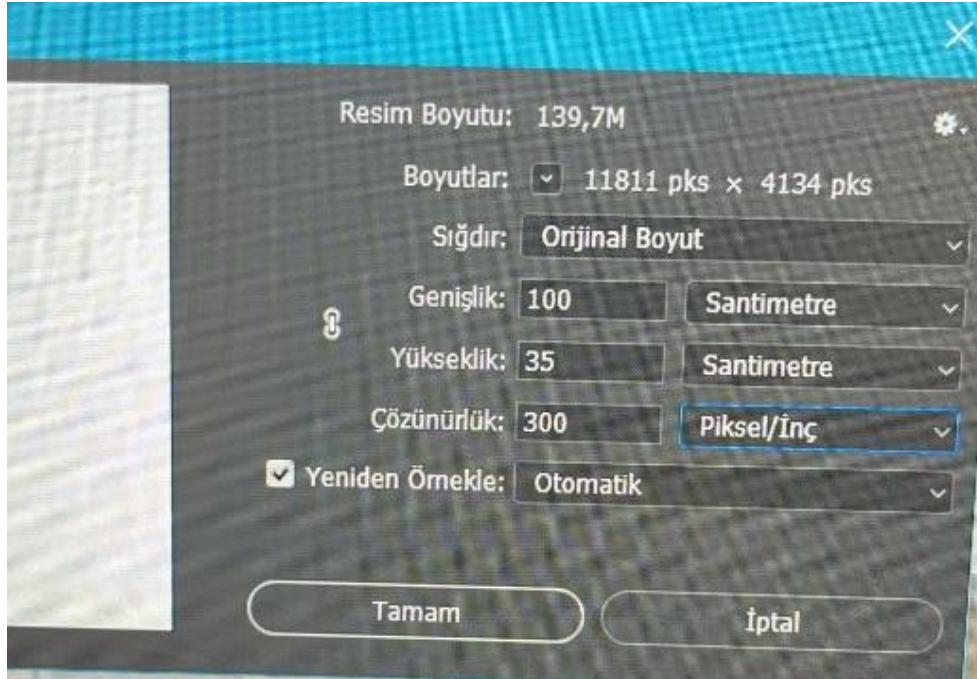 Resim Boyutu: 139,7M
Boyutlar: 11811 pks × 4134 pks
Sığdır: Orijinal Boyut
Genişlik: 100 Santimetre
Yükseklik: 35 Santimetre
Çözünürlük: 300 Piksel/İnç
Yeniden Örnekle: Otomatik
Tamam İptal